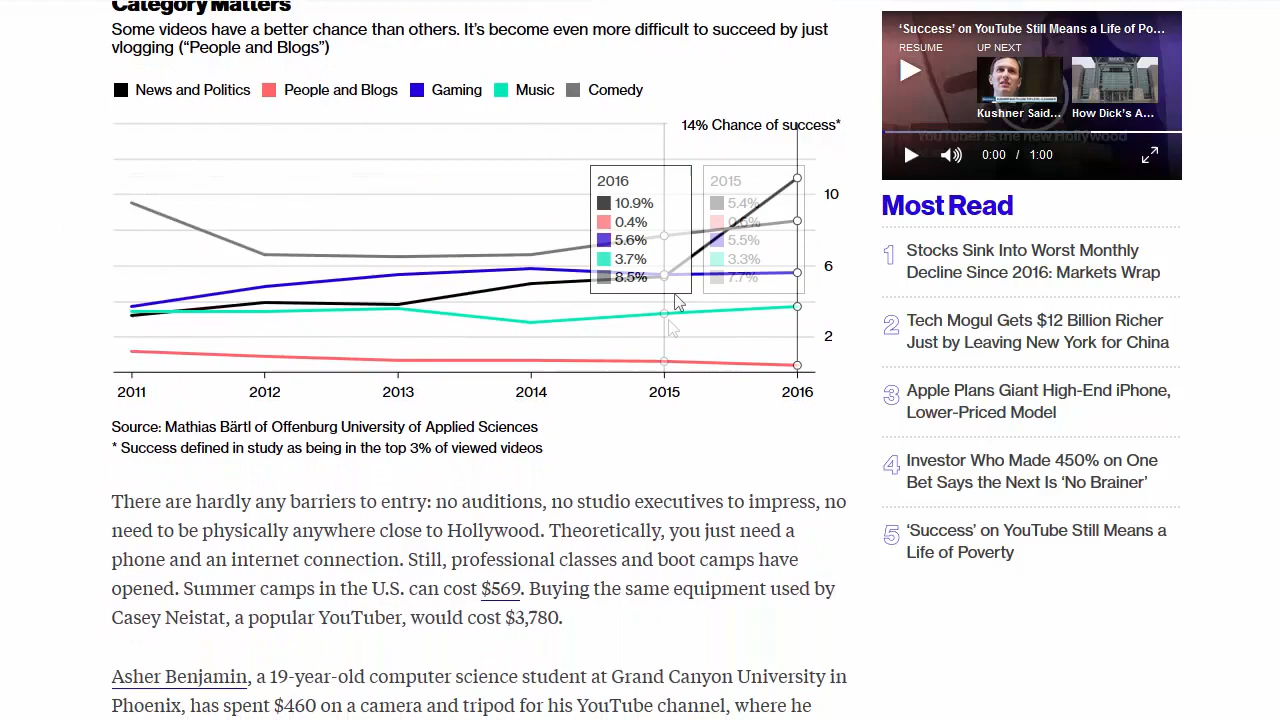 Category Matters
Some videos have a better chance than others. It's become even more difficult to succeed by just
vlogging (“People and Blogs”)
News and Politics People and Blogs Gaming Music Comedy
14% Chance of success*
10
6
2
2016
10.9%
0.4%
5.6%
3.7%
8.5%
2015
5.4%
0.6%
5.5%
3.3%
7.7%
2011 2012 2013 2014 2015 2016
Source: Mathias Bärtl of Offenburg University of Applied Sciences
* Success defined in study as being in the top 3% of viewed videos
There are hardly any barriers to entry: no auditions, no studio executives to impress, no
need to be physically anywhere close to Hollywood. Theoretically, you just need a
phone and an internet connection. Still, professional classes and boot camps have
opened. Summer camps in the U.S. can cost $569. Buying the same equipment used by
Casey Neistat, a popular YouTuber, would cost $3,780.
Asher Benjamin, a 19-year-old computer science student at Grand Canyon University in
Phoenix, has spent $460 on a camera and tripod for his YouTube channel, where he
‘Success’ on YouTube Still Means a Life of Po...
RESUME UP NEXT
Kushner Said... How Dick's A...
YouTube is the new Hollywood
0:00 / 1:00
Most Read
1 Stocks Sink Into Worst Monthly
Decline Since 2016: Markets Wrap
2 Tech Mogul Gets $12 Billion Richer
Just by Leaving New York for China
3 Apple Plans Giant High-End iPhone,
Lower-Priced Model
4 Investor Who Made 450% on One
Bet Says the Next Is ‘No Brainer’
5 ‘Success’ on YouTube Still Means a
Life of Poverty